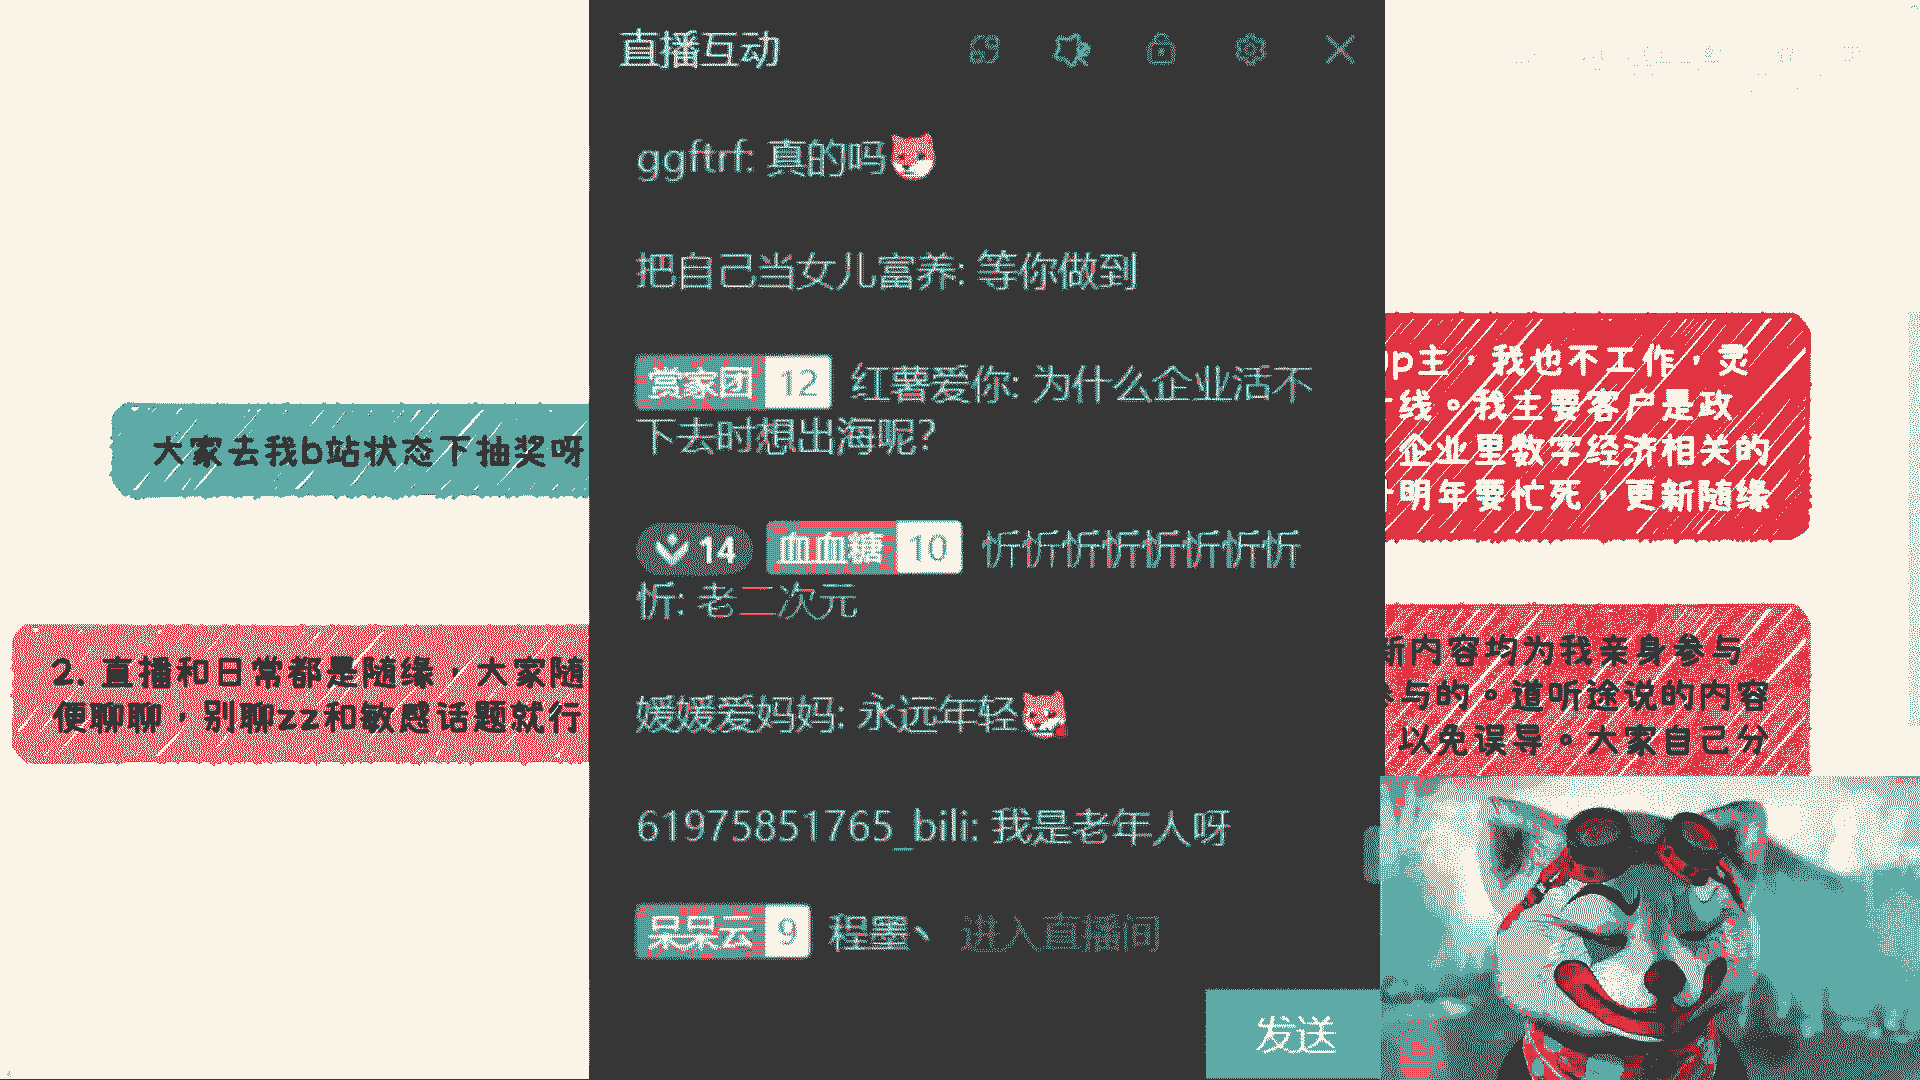 直播互动
ggftrf: 真的吗
把自己当女儿富养: 等你做到
赏家团 12 红薯爱你: 为什么企业活不
下去时想出海呢?
14 血血糖 10 忻忻忻忻忻忻忻忻
忻: 老二次元
媛媛爱妈妈: 永远年轻
61975851765_bili: 我是老年人呀
呆呆云 9 程墨丶 进入直播间
发送
大家去我b站状态下抽奖呀
2. 直播和日常都是随缘，大家随
便聊聊，别聊zz和敏感话题就行
p主，我也不工作，灵
线。我主要客户是政
企业里数字经济相关的
明年要忙死，更新随缘
新内容均为我亲身参与
参与的。道听途说的内容
以免误导。大家自己分